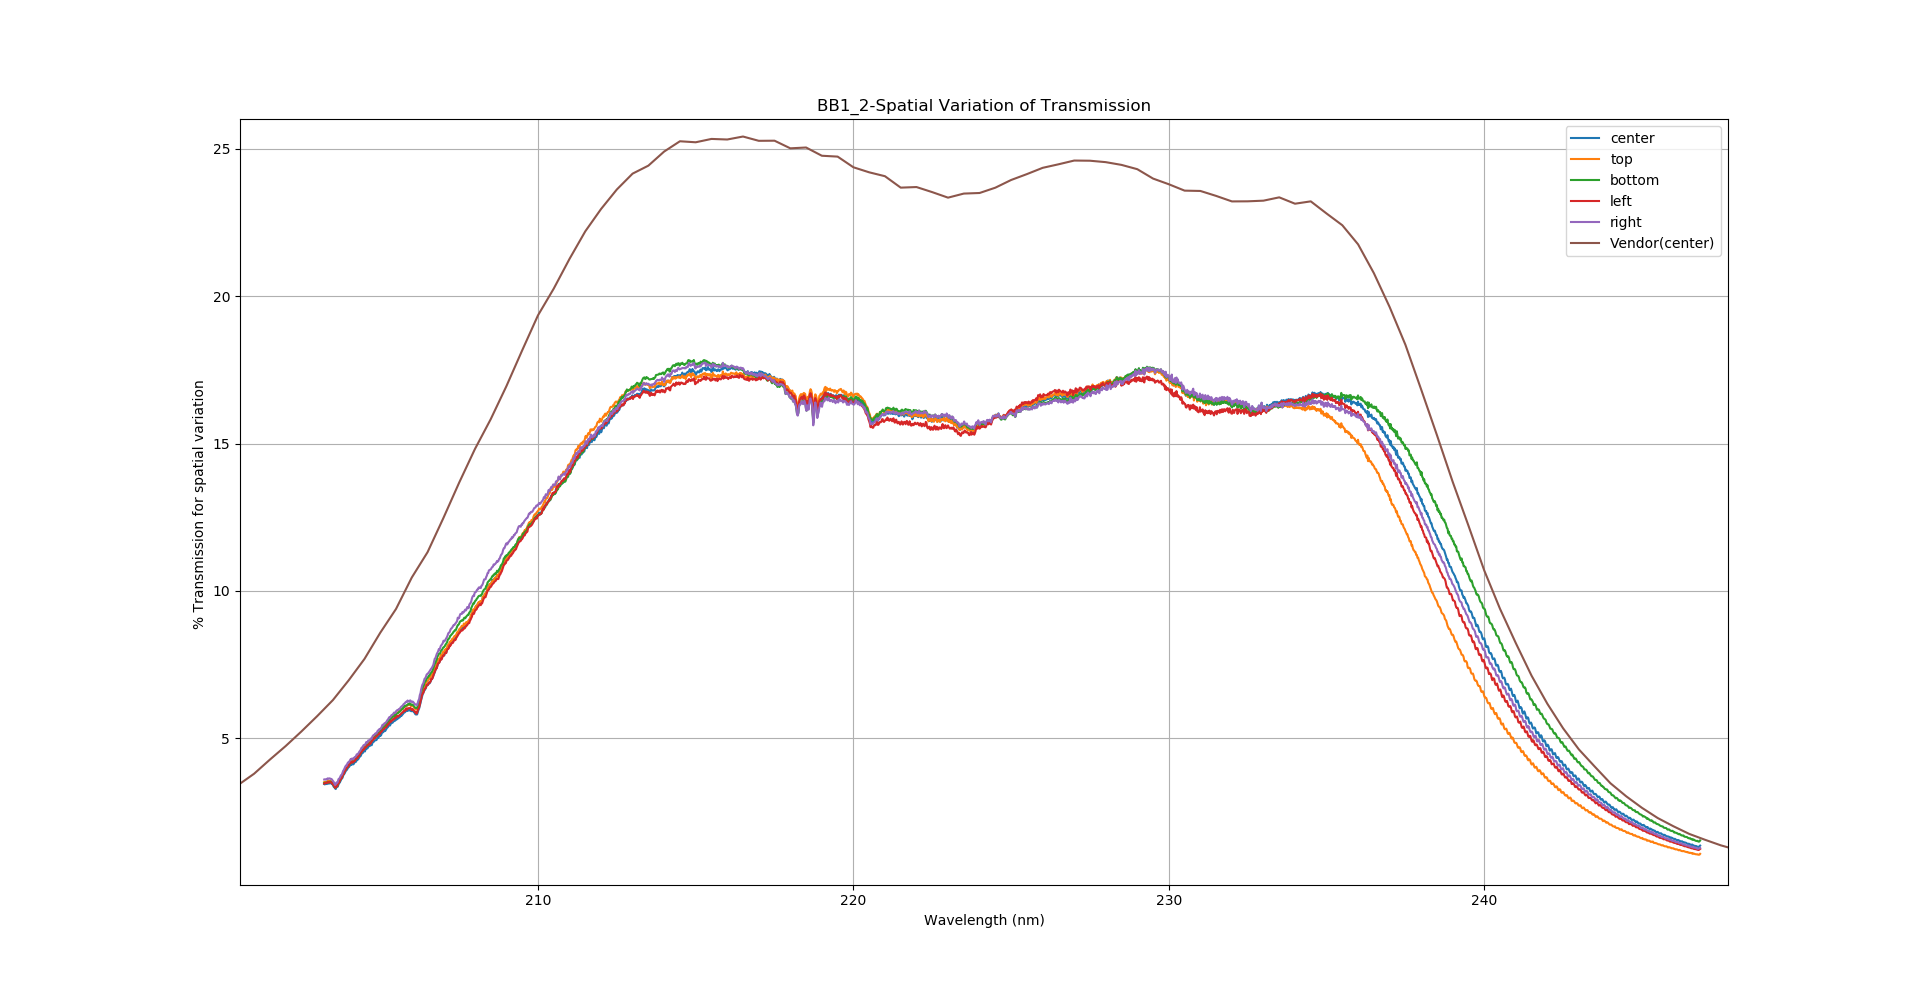 BB1_2-Spatial Variation of Transmission
% Transmission for spatial variation
25
20
15
10
5
center
top
bottom
left
right
Vendor(center)
210
220
230
240
Wavelength (nm)